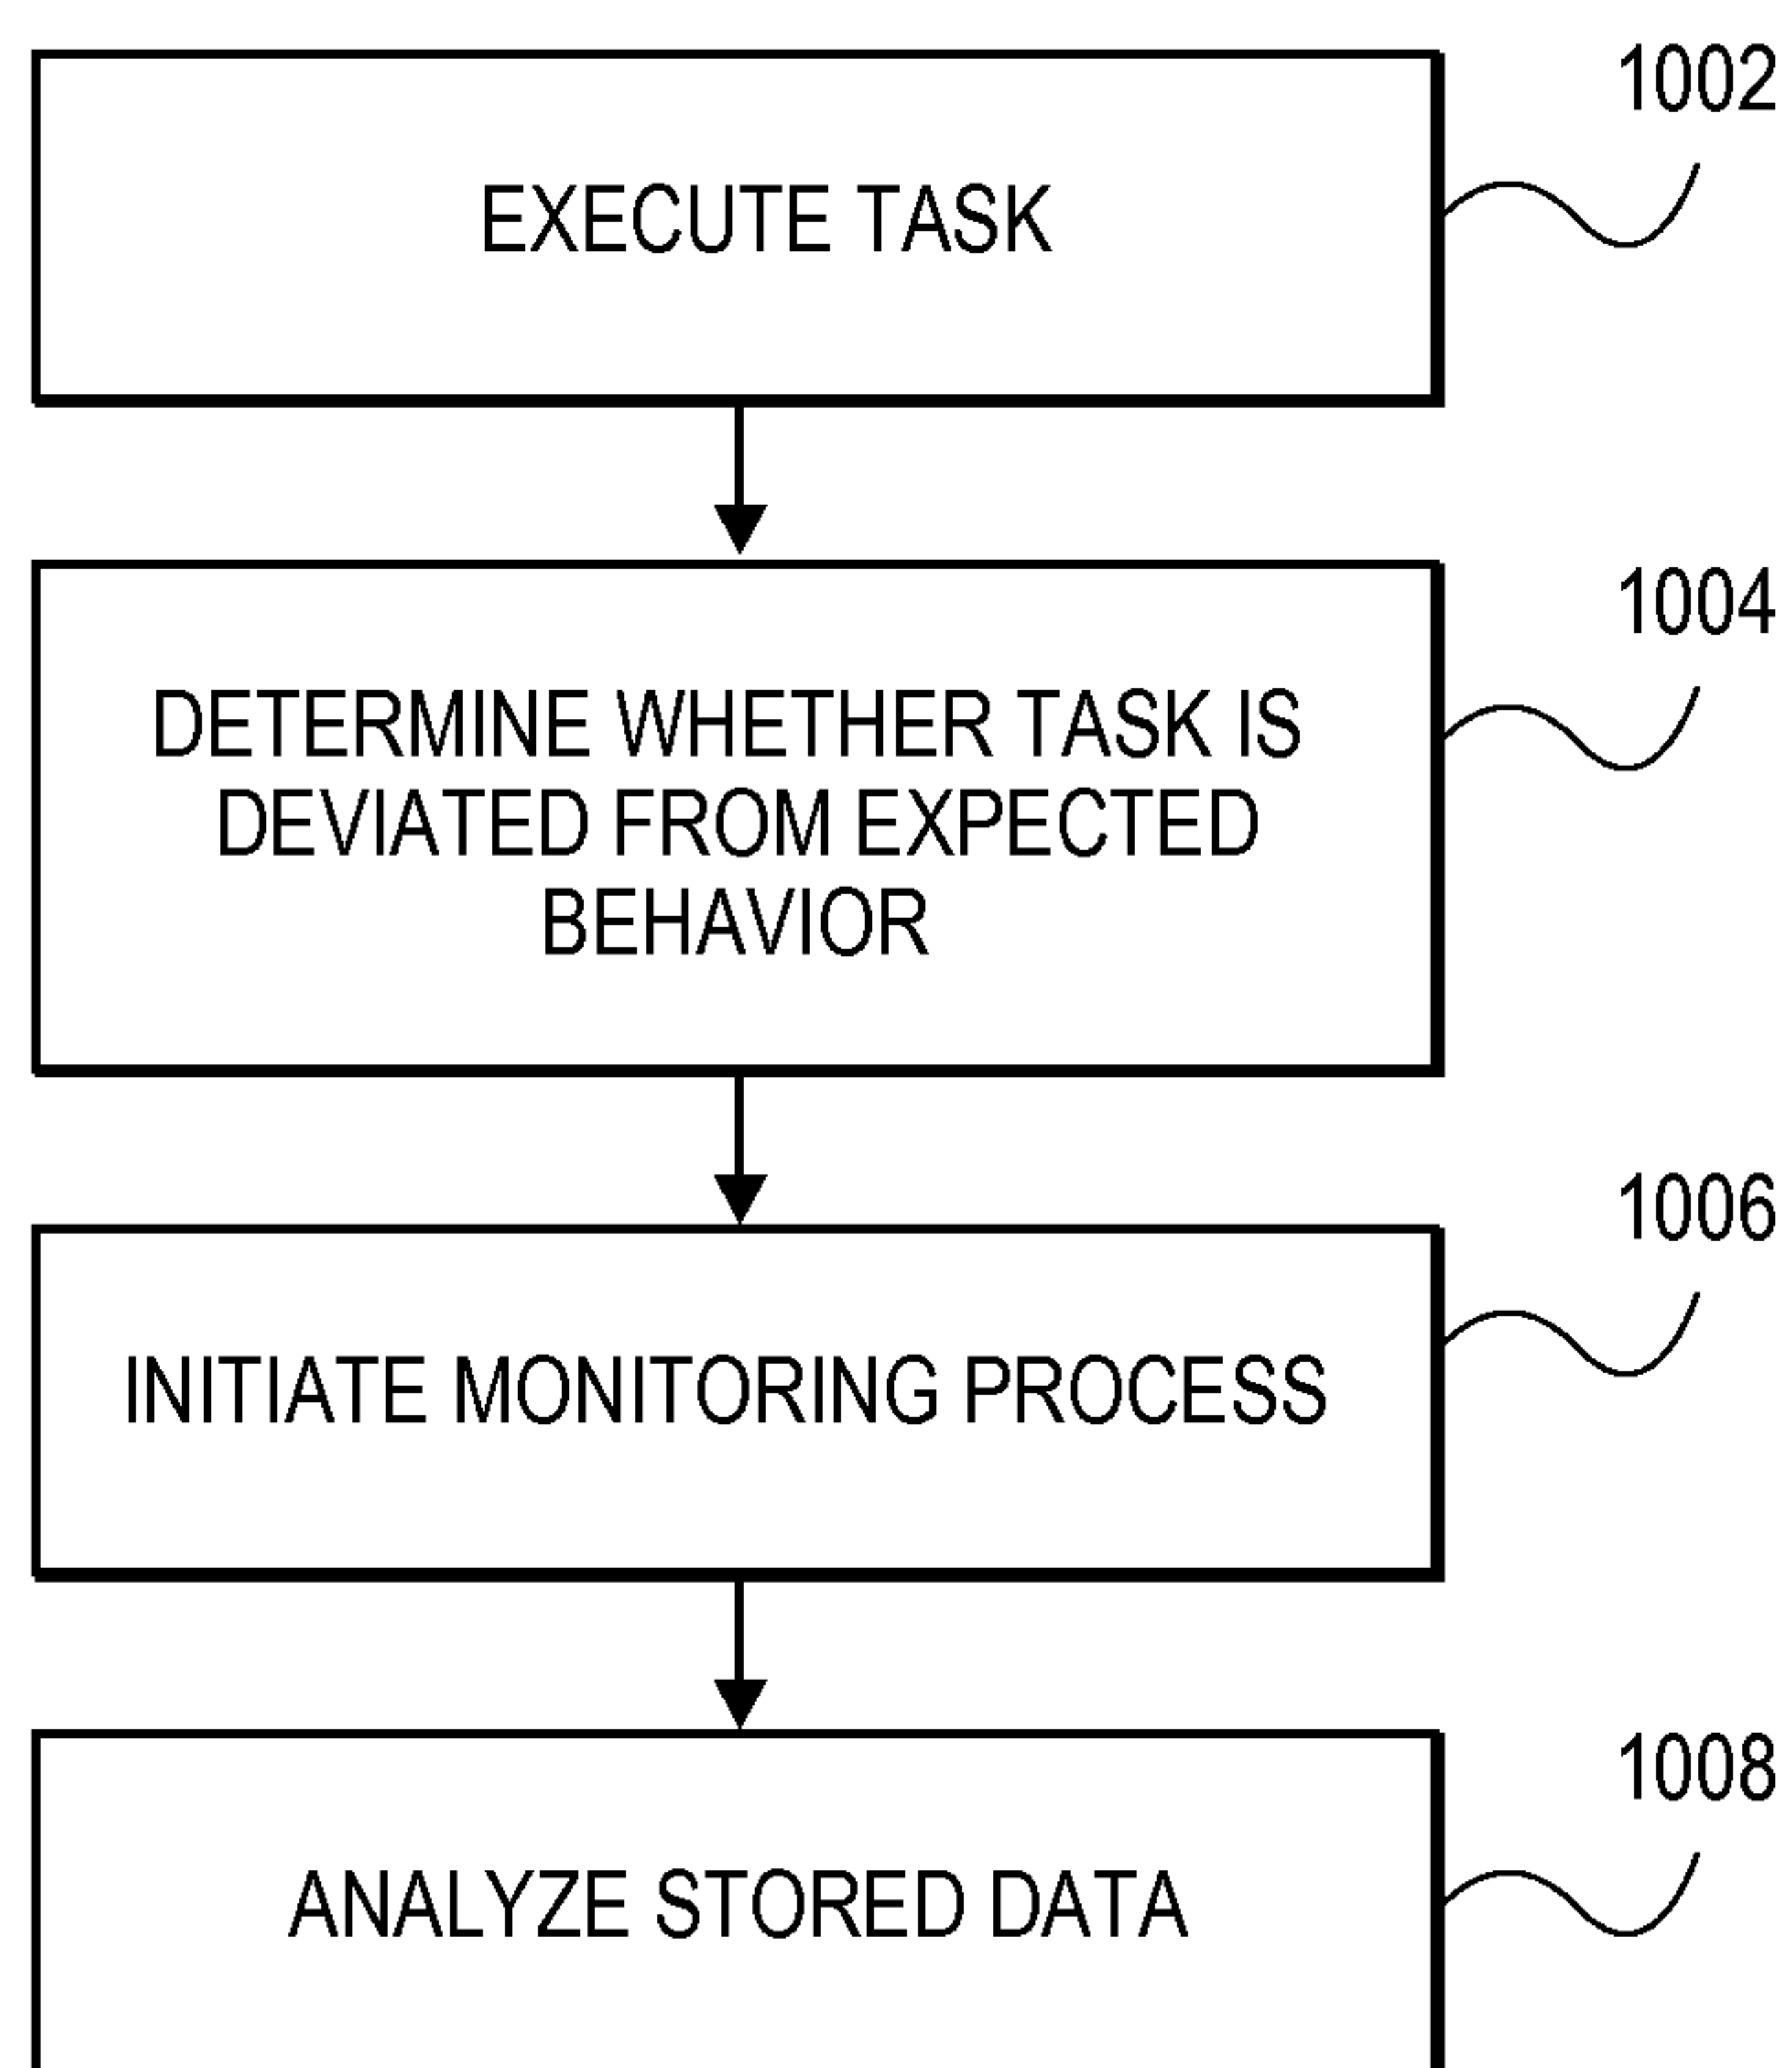 1002
EXECUTE TASK
1004
DETERMINE WHETHER TASK IS
DEVIATED FROM EXPECTED
BEHAVIOR
1006
INITIATE MONITORING PROCESS
1008
ANALYZE STORED DATA